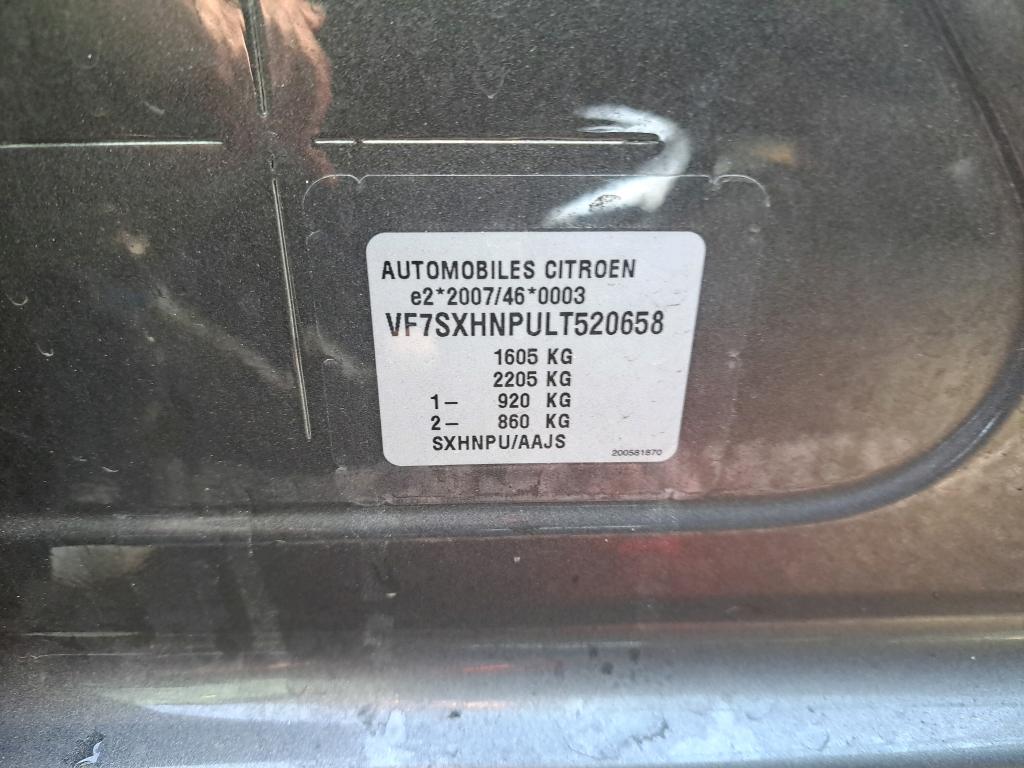 AUTOMOBILES CITROEN
e2*2007/46*0003
VF7SXHNPULT520658
1605 KG
2205 KG
1– 920 KG
2– 860 KG
SXHNPU/AAJS
200581870